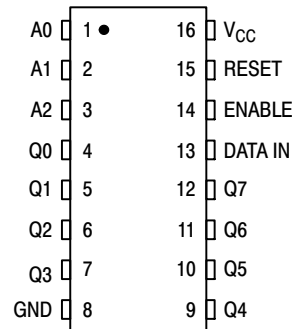 A0 1 16 VCC
A1 2 15 RESET
A2 3 14 ENABLE
Q0 4 13 DATA IN
Q1 5 12 Q7
Q2 6 11 Q6
Q3 7 10 Q5
GND 8 9 Q4